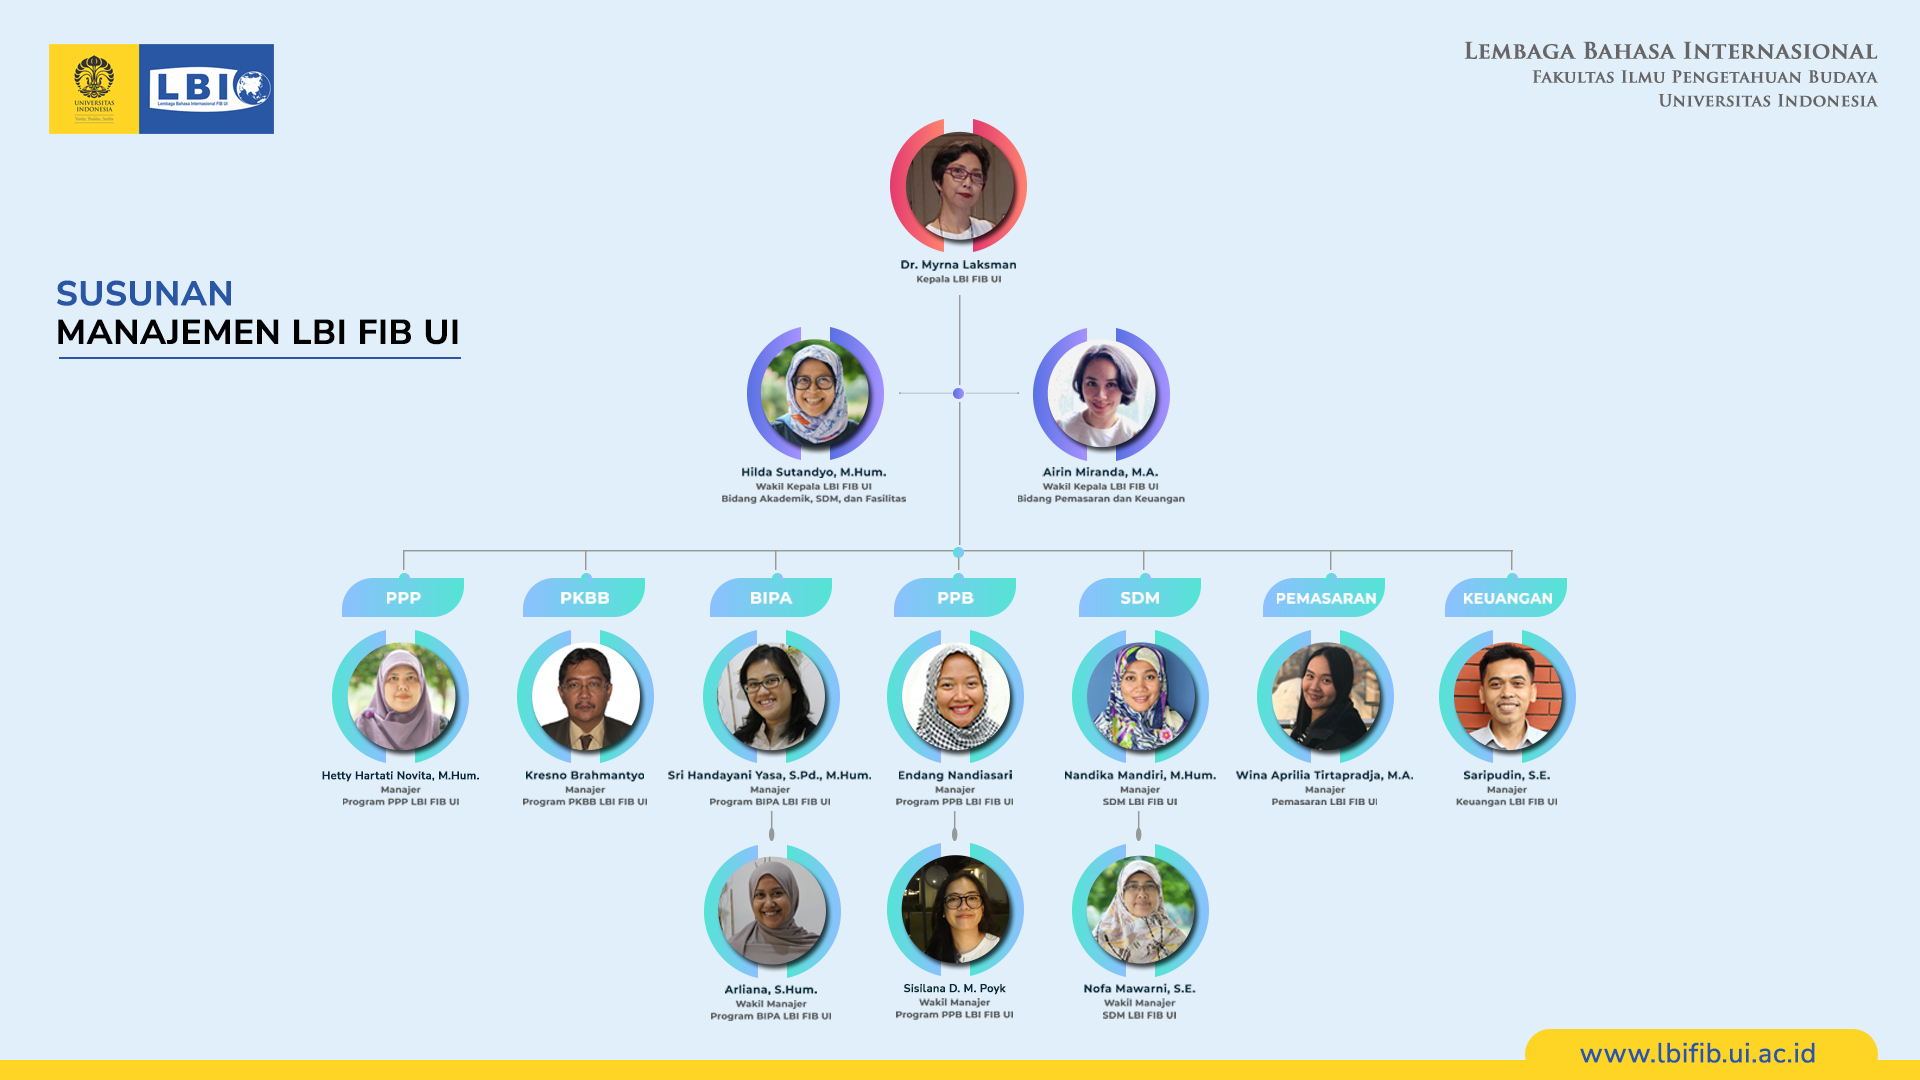 UNIVERSITAS
INDONESIA
Veritas, Probitas, Iustitia
LBI
Lembaga Bahasa Internasional FIB UI
LEMBAGA BAHASA INTERNASIONAL
FAKULTAS ILMU PENGETAHUAN BUDAYA
UNIVERSITAS INDONESIA
SUSUNAN
MANAJEMEN LBI FIB UI
Dr. Myrna Laksman
Kepala LBI FIB UI
Hilda Sutandyo, M.Hum.
Wakil Kepala LBI FIB UI
Bidang Akademik, SDM, dan Fasilitas
Airin Miranda, M.A.
Wakil Kepala LBI FIB UI
Bidang Pemasaran dan Keuangan
PPP
PKBB
BIPA
PPB
SDM
PEMASARAN
KEUANGAN
Hetty Hartati Novita, M.Hum.
Manajer
Program PPP LBI FIB UI
Kresno Brahmantyo
Manajer
Program PKBB LBI FIB UI
Sri Handayani Yasa, S.Pd., M.Hum.
Manajer
Program BIPA LBI FIB UI
Endang Nandiasari
Manajer
Program PPB LBI FIB UI
Nandika Mandiri, M.Hum.
Manajer
SDM LBI FIB UI
Wina Aprilia Tirtapradja, M.A.
Manajer
Pemasaran LBI FIB UI
Saripudin, S.E.
Manajer
Keuangan LBI FIB UI
Arliana, S.Hum.
Wakil Manajer
Program BIPA LBI FIB UI
Sisilana D. M. Poyk
Wakil Manajer
Program PPB LBI FIB UI
Nofa Mawarni, S.E.
Wakil Manajer
SDM LBI FIB UI
www.lbifib.ui.ac.id